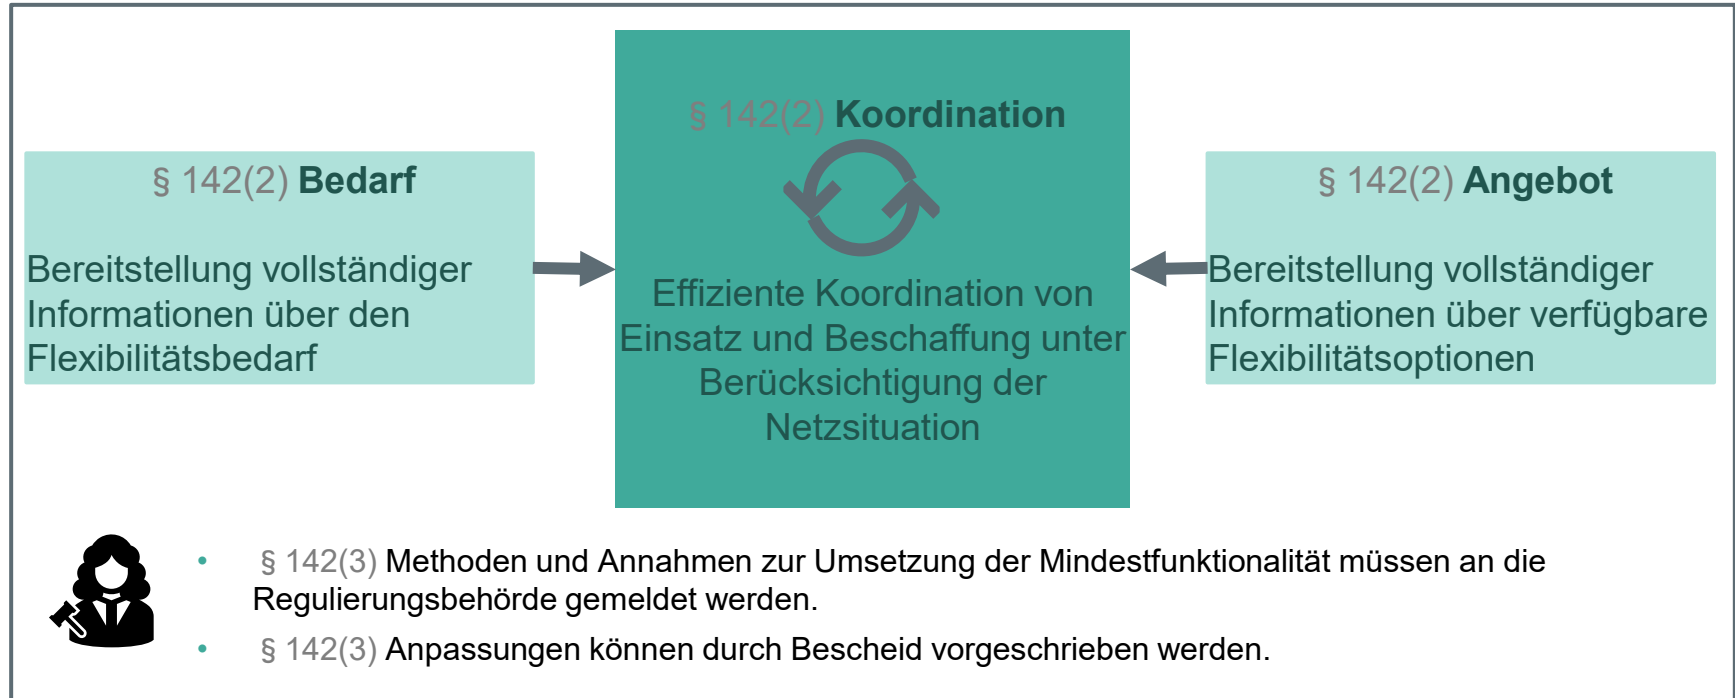 § 142(2) Bedarf
Bereitstellung vollständiger
Informationen über den
Flexibilitätsbedarf
§ 142(2) Koordination
Effiziente Koordination von
Einsatz und Beschaffung unter
Berücksichtigung der
Netzsituation
§ 142(2) Angebot
Bereitstellung vollständiger
Informationen über verfügbare
Flexibilitätsoptionen
• § 142(3) Methoden und Annahmen zur Umsetzung der Mindestfunktionalität müssen an die
Regulierungsbehörde gemeldet werden.
• § 142(3) Anpassungen können durch Bescheid vorgeschrieben werden.